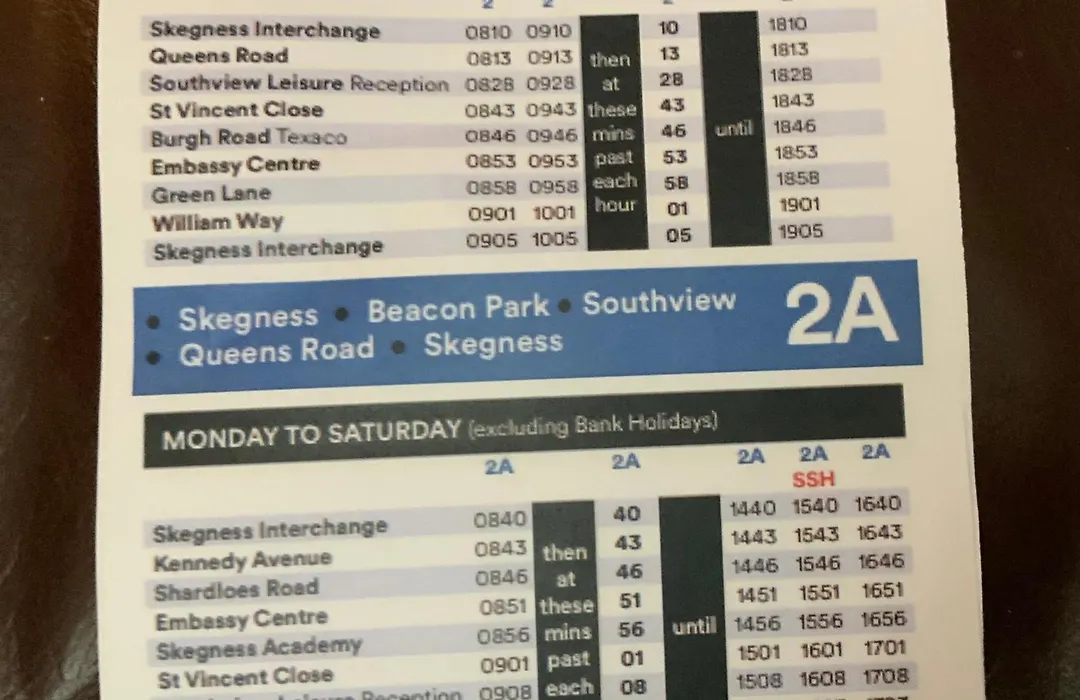 2 2 2
Skegness Interchange 0810 0910 10 1810
Queens Road 0813 0913 then 13 1813
Southview Leisure Reception 0828 0928 at 28 1828
St Vincent Close 0843 0943 these 43 1843
Burgh Road Texaco 0846 0946 mins 46 until 1846
Embassy Centre 0853 0953 past 53 1853
Green Lane 0858 0958 each 58 1858
William Way 0901 1001 hour 01 1901
Skegness Interchange 0905 1005 05 1905
• Skegness • Beacon Park • Southview
• Queens Road • Skegness
2A
MONDAY TO SATURDAY (excluding Bank Holidays)
2A 2A 2A 2A 2A
SSH
Skegness Interchange 0840 40 1440 1540 1640
Kennedy Avenue 0843 then 43 1443 1543 1643
Shardloes Road 0846 at 46 1446 1546 1646
Embassy Centre 0851 these 51 1451 1551 1651
Skegness Academy 0856 mins 56 until 1456 1556 1656
St Vincent Close 0901 past 01 1501 1601 1701
Leisure Reception 0908 each 08 1508 1608 1708